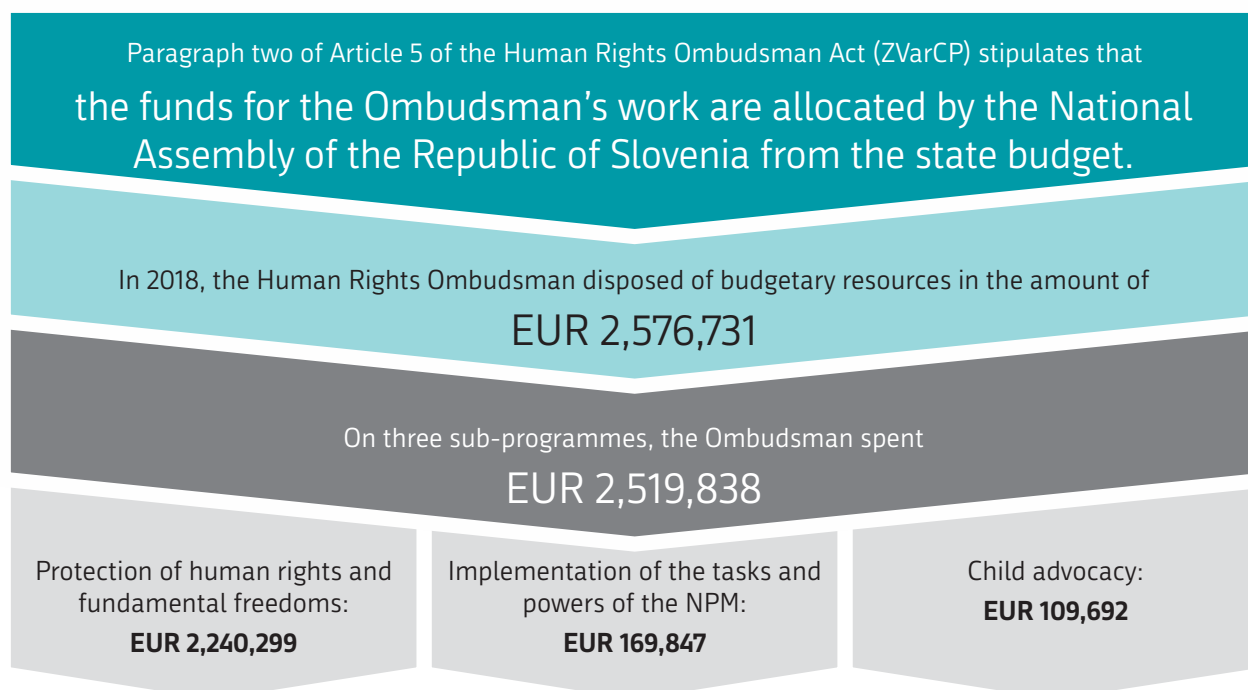 Paragraph two of Article 5 of the Human Rights Ombudsman Act (ZVarCP) stipulates that
the funds for the Ombudsman’s work are allocated by the National
Assembly of the Republic of Slovenia from the state budget.
In 2018, the Human Rights Ombudsman disposed of budgetary resources in the amount of
EUR 2,576,731
On three sub-programmes, the Ombudsman spent
EUR 2,519,838
Protection of human rights and
fundamental freedoms:
EUR 2,240,299
Implementation of the tasks and
powers of the NPM:
EUR 169,847
Child advocacy:
EUR 109,692